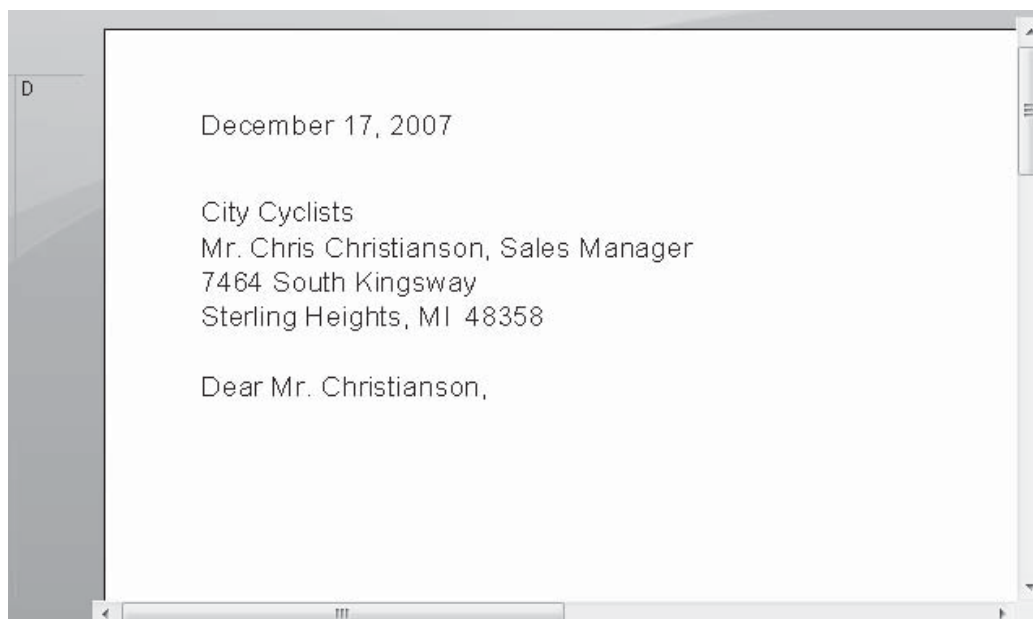 D
December 17, 2007
City Cyclists
Mr. Chris Christianson, Sales Manager
7464 South Kingsway
Sterling Heights, MI  48358
Dear Mr. Christianson,